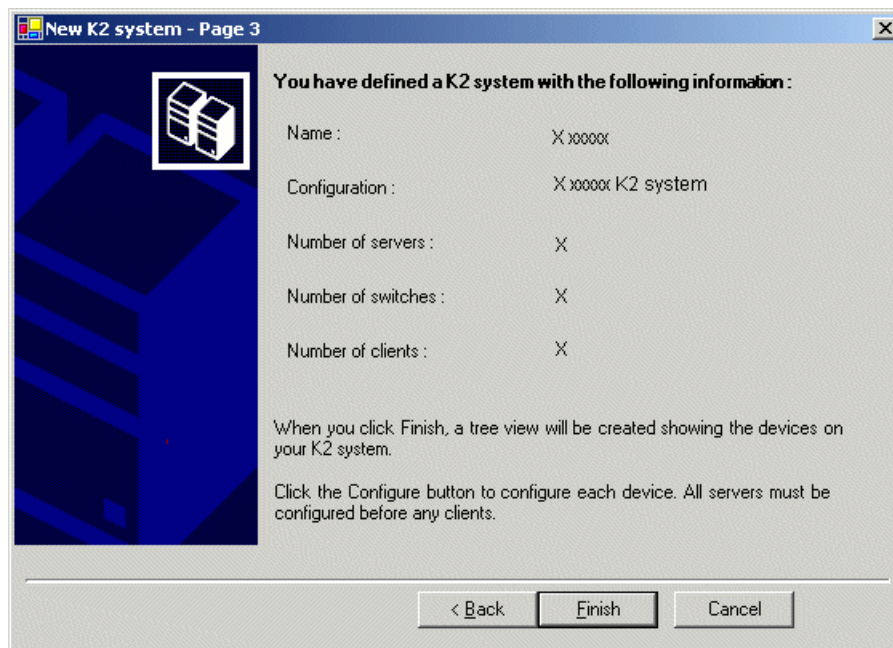 New K2 system - Page 3
You have defined a K2 system with the following information :
Name :
X xxxxx
Configuration :
X xxxxx K2 system
Number of servers :
X
Number of switches :
X
Number of clients :
X
When you click Finish, a tree view will be created showing the devices on
your K2 system.
Click the Configure button to configure each device. All servers must be
configured before any clients.
< Back
Finish
Cancel